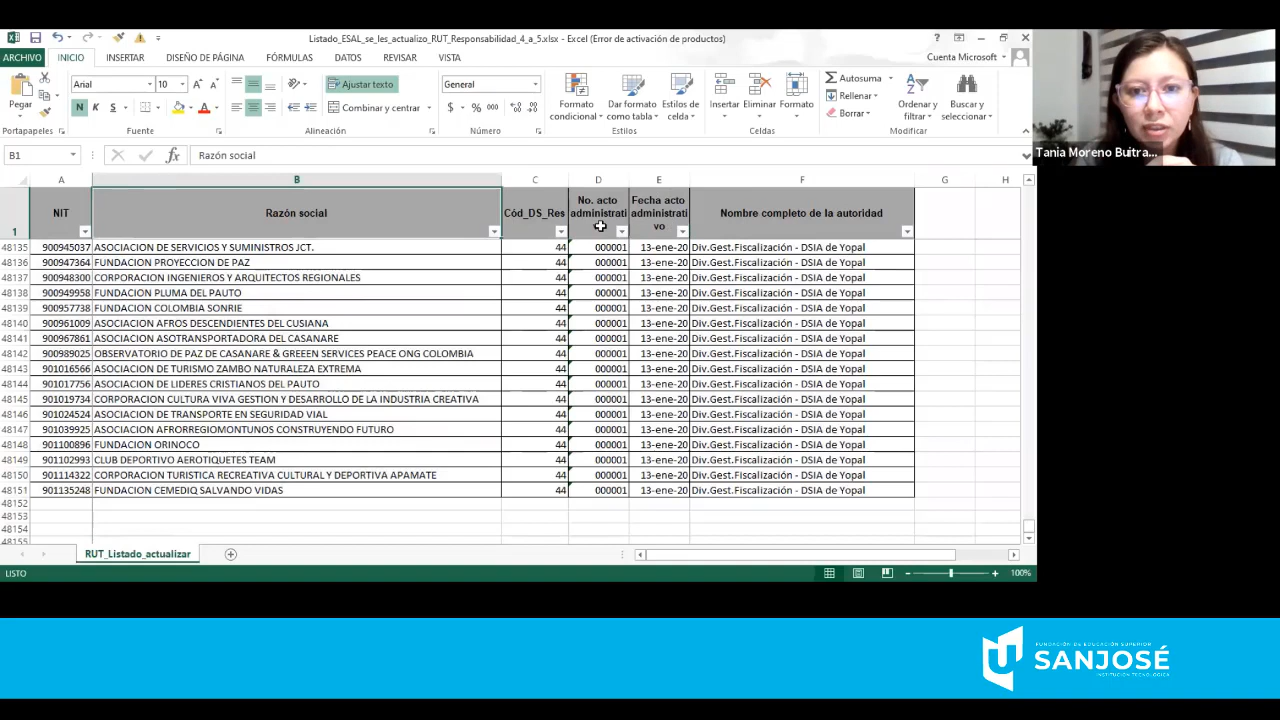 Listado_ESAL_se_les_actualizo_RUT_Responsabilidad_4_a_5.xlsx - Excel (Error de activación de productos)
ARCHIVO INICIO INSERTAR DISEÑO DE PÁGINA FÓRMULAS DATOS REVISAR VISTA Cuenta Microsoft
Arial 10 Ajustar texto General Autosuma
Pegar N K S Combinar y centrar $ % 000 Formato condicional Dar formato como tabla Estilos de celda Insertar Eliminar Formato Rellenar Borrar Ordenar y filtrar Buscar y seleccionar
Portapapeles Fuente Alineación Número Estilos Celdas Modificar
Tania Moreno Buitra...
B1 fx Razón social
A B C D E F G H
1 NIT Razón social Cód_DS_Res No. acto administrati Fecha acto administrati vo Nombre completo de la autoridad
48135 900945037 ASOCIACION DE SERVICIOS Y SUMINISTROS JCT. 44 000001 13-ene-20 Div.Gest.Fiscalización - DSIA de Yopal
48136 900947364 FUNDACION PROYECCION DE PAZ 44 000001 13-ene-20 Div.Gest.Fiscalización - DSIA de Yopal
48137 900948300 CORPORACION INGENIEROS Y ARQUITECTOS REGIONALES 44 000001 13-ene-20 Div.Gest.Fiscalización - DSIA de Yopal
48138 900949958 FUNDACION PLUMA DEL PAUTO 44 000001 13-ene-20 Div.Gest.Fiscalización - DSIA de Yopal
48139 900957738 FUNDACION COLOMBIA SONRIE 44 000001 13-ene-20 Div.Gest.Fiscalización - DSIA de Yopal
48140 900961009 ASOCIACION AFROS DESCENDIENTES DEL CUSIANA 44 000001 13-ene-20 Div.Gest.Fiscalización - DSIA de Yopal
48141 900967861 ASOCIACION ASOTRANSPORTADORA DEL CASANARE 44 000001 13-ene-20 Div.Gest.Fiscalización - DSIA de Yopal
48142 900989025 OBSERVATORIO DE PAZ DE CASANARE & GREEEN SERVICES PEACE ONG COLOMBIA 44 000001 13-ene-20 Div.Gest.Fiscalización - DSIA de Yopal
48143 901016566 ASOCIACION DE TURISMO ZAMBO NATURALEZA EXTREMA 44 000001 13-ene-20 Div.Gest.Fiscalización - DSIA de Yopal
48144 901017756 ASOCIACION DE LIDERES CRISTIANOS DEL PAUTO 44 000001 13-ene-20 Div.Gest.Fiscalización - DSIA de Yopal
48145 901019734 CORPORACION CULTURA VIVA GESTION Y DESARROLLO DE LA INDUSTRIA CREATIVA 44 000001 13-ene-20 Div.Gest.Fiscalización - DSIA de Yopal
48146 901024524 ASOCIACION DE TRANSPORTE EN SEGURIDAD VIAL 44 000001 13-ene-20 Div.Gest.Fiscalización - DSIA de Yopal
48147 901039925 ASOCIACION AFRORREGIOMONTUNOS CONSTRUYENDO FUTURO 44 000001 13-ene-20 Div.Gest.Fiscalización - DSIA de Yopal
48148 901100896 FUNDACION ORINOCO 44 000001 13-ene-20 Div.Gest.Fiscalización - DSIA de Yopal
48149 901102993 CLUB DEPORTIVO AEROTIQUETES TEAM 44 000001 13-ene-20 Div.Gest.Fiscalización - DSIA de Yopal
48150 901114322 CORPORACION TURISTICA RECREATIVA CULTURAL Y DEPORTIVA APAMATE 44 000001 13-ene-20 Div.Gest.Fiscalización - DSIA de Yopal
48151 901135248 FUNDACION CEMEDIQ SALVANDO VIDAS 44 000001 13-ene-20 Div.Gest.Fiscalización - DSIA de Yopal
48152
48153
48154
48155
RUT_Listado_actualizar
LISTO 100%
FUNDACIÓN DE EDUCACIÓN SUPERIOR
SANJOSÉ
INSTITUCIÓN TECNOLÓGICA